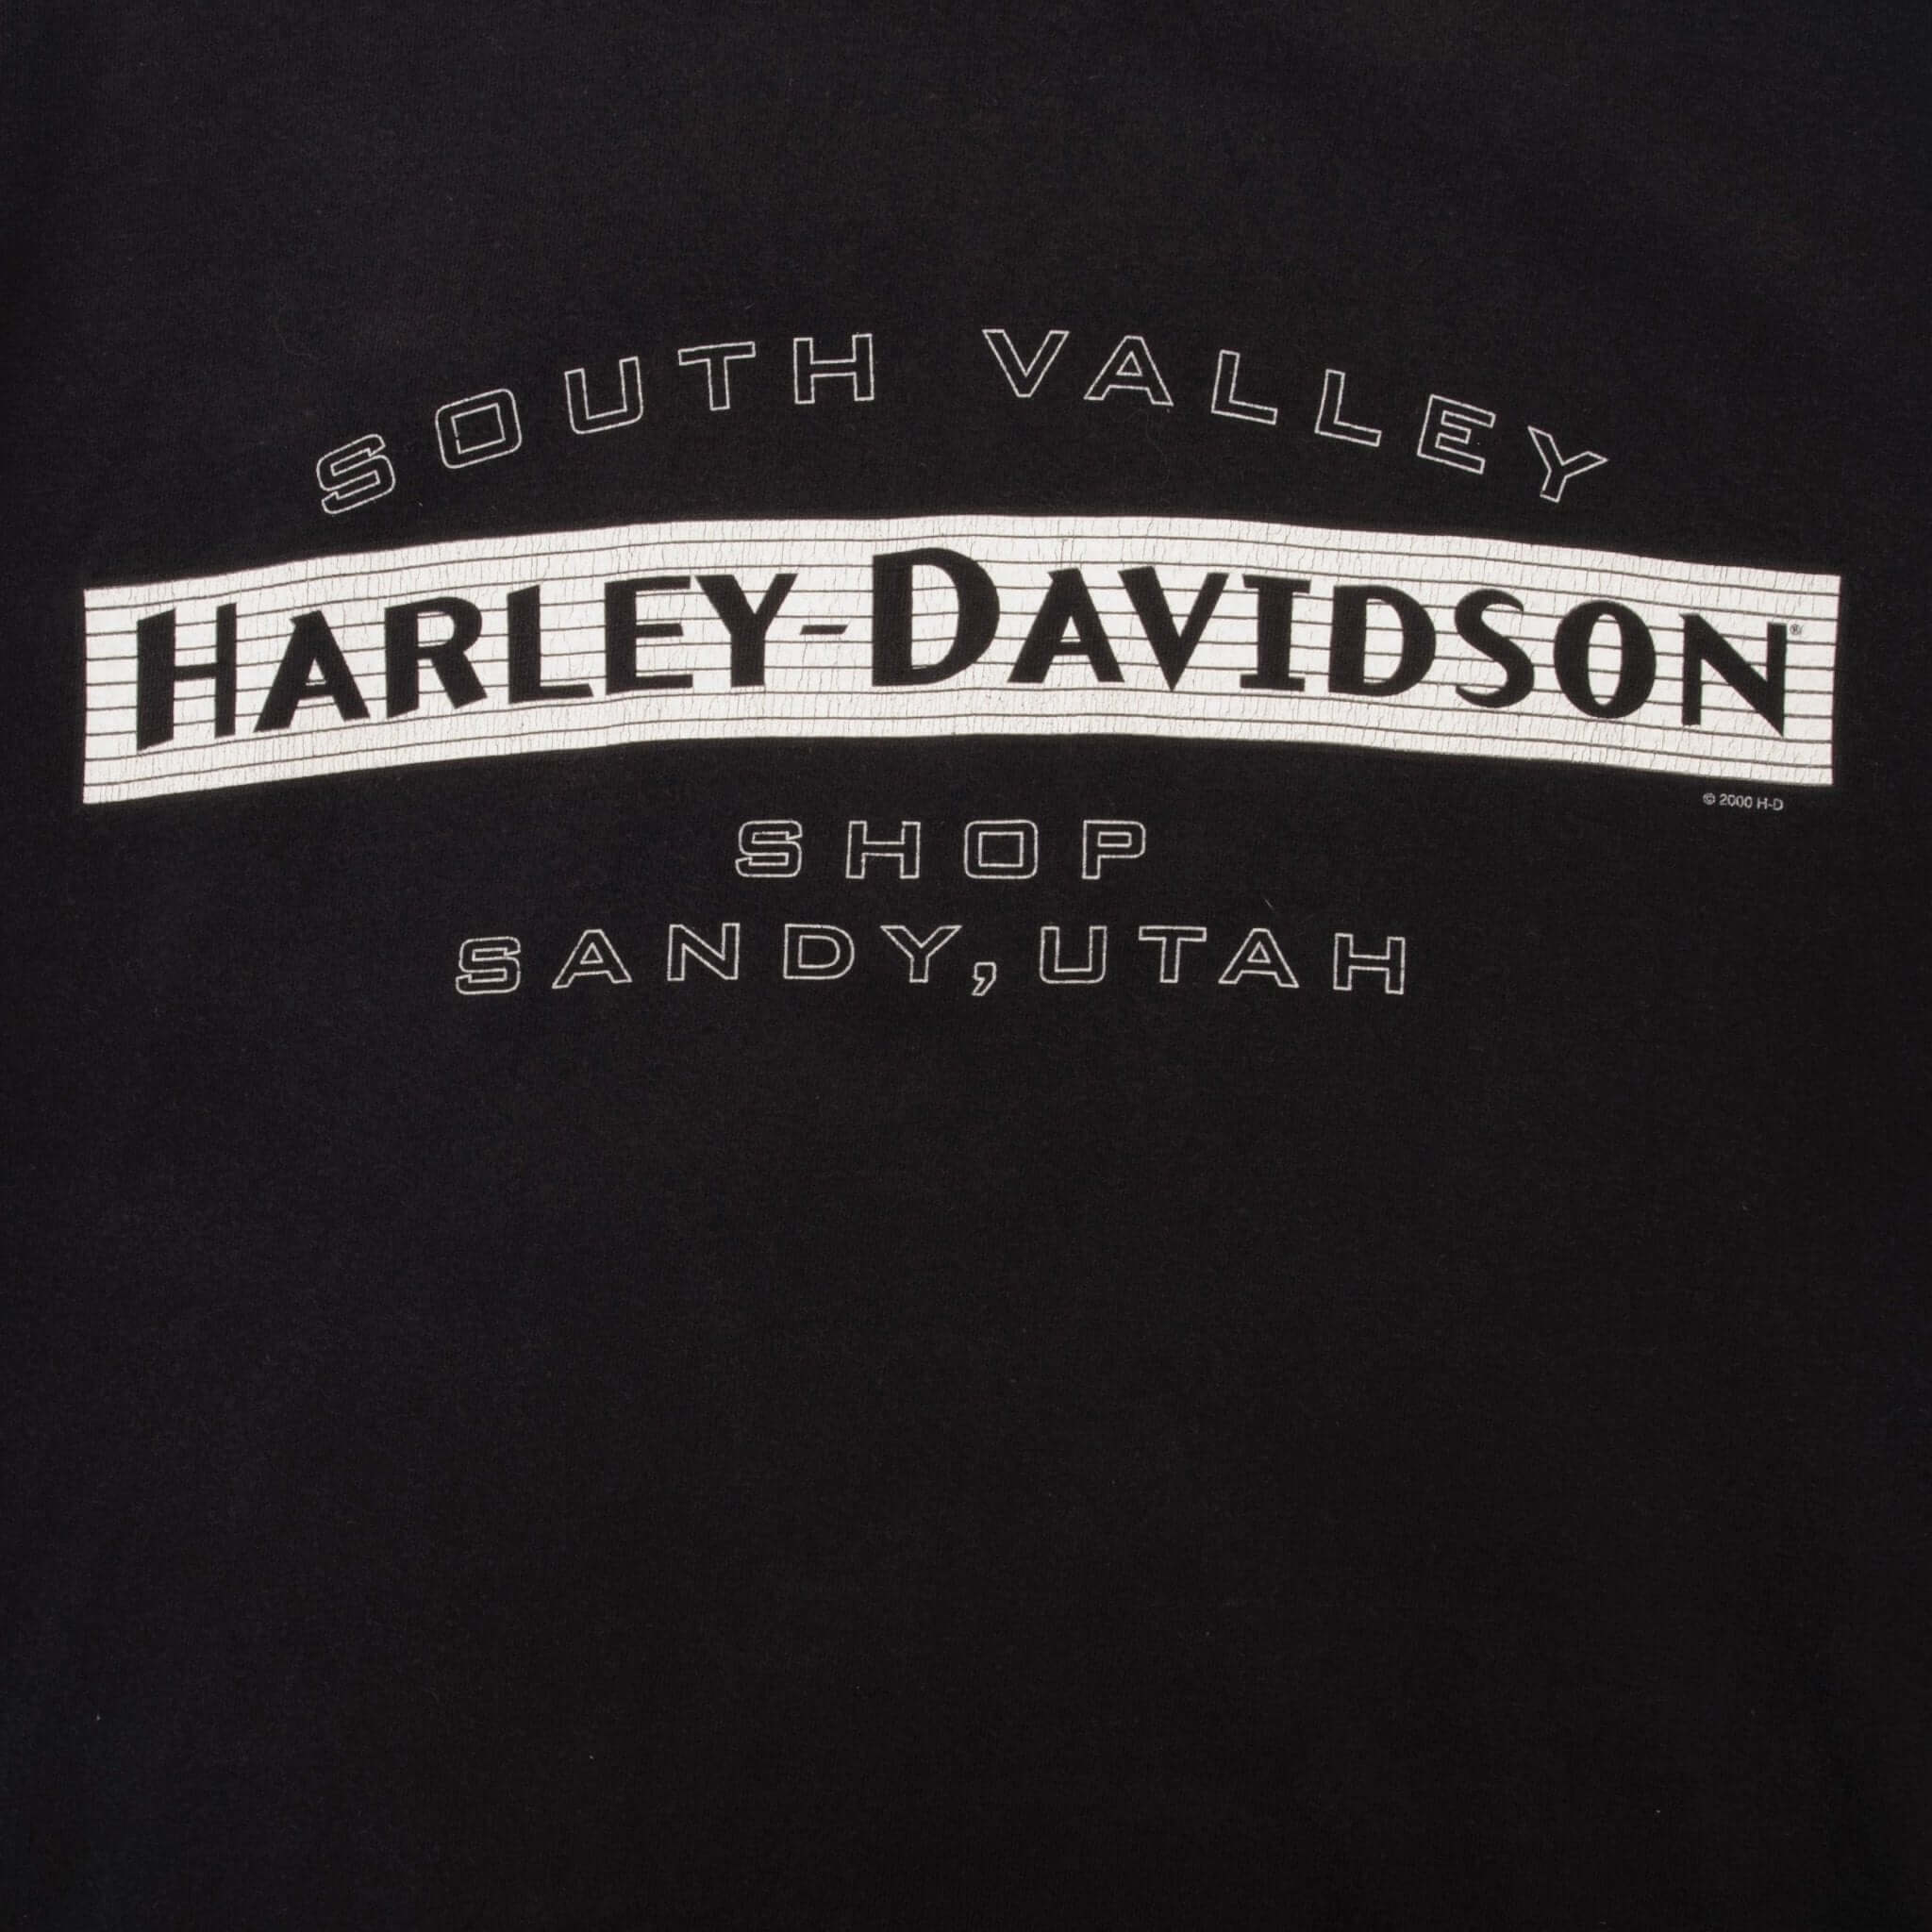 SOUTH VALLEY
HARLEY-DAVIDSON®
© 2000 H-D
SHOP
SANDY, UTAH